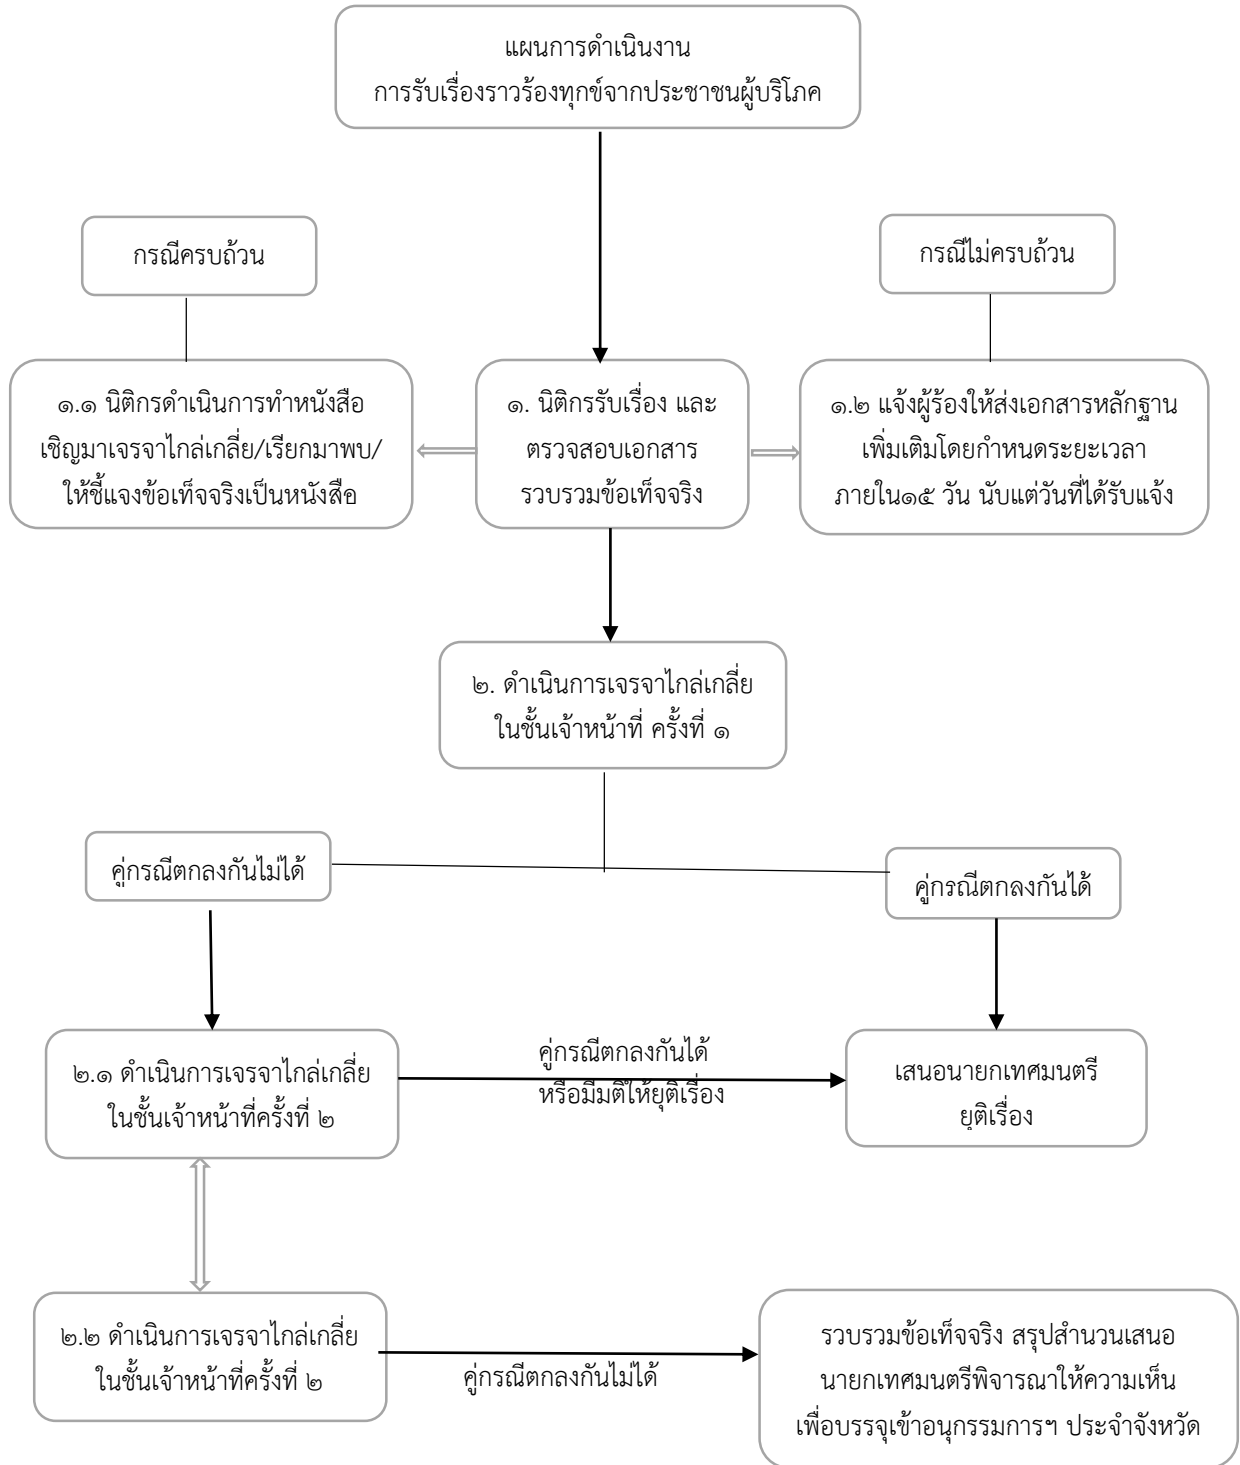 แผนการดำเนินงาน
การรับเรื่องราวร้องทุกข์จากประชาชนผู้บริโภค
กรณีครบถ้วน
กรณีไม่ครบถ้วน
๑.๑ นิติกรดำเนินการทำหนังสือ
เชิญมาเจรจาไกล่เกลี่ย/เรียกมาพบ/
ให้ชี้แจงข้อเท็จจริงเป็นหนังสือ
๑. นิติกรรับเรื่อง และ
ตรวจสอบเอกสาร
รวบรวมข้อเท็จจริง
๑.๒ แจ้งผู้ร้องให้ส่งเอกสารหลักฐาน
เพิ่มเติมโดยกำหนดระยะเวลา
ภายใน๑๕ วัน นับแต่วันที่ได้รับแจ้ง
๒. ดำเนินการเจรจาไกล่เกลี่ย
ในชั้นเจ้าหน้าที่ ครั้งที่ ๑
คู่กรณีตกลงกันไม่ได้
คู่กรณีตกลงกันได้
๒.๑ ดำเนินการเจรจาไกล่เกลี่ย
ในชั้นเจ้าหน้าที่ครั้งที่ ๒
คู่กรณีตกลงกันได้
หรือมีมติให้ยุติเรื่อง
เสนอนายกเทศมนตรี
ยุติเรื่อง
๒.๒ ดำเนินการเจรจาไกล่เกลี่ย
ในชั้นเจ้าหน้าที่ครั้งที่ ๒
คู่กรณีตกลงกันไม่ได้
รวบรวมข้อเท็จจริง สรุปสำนวนเสนอ
นายกเทศมนตรีพิจารณาให้ความเห็น
เพื่อบรรจุเข้าอนุกรรมการฯ ประจำจังหวัด